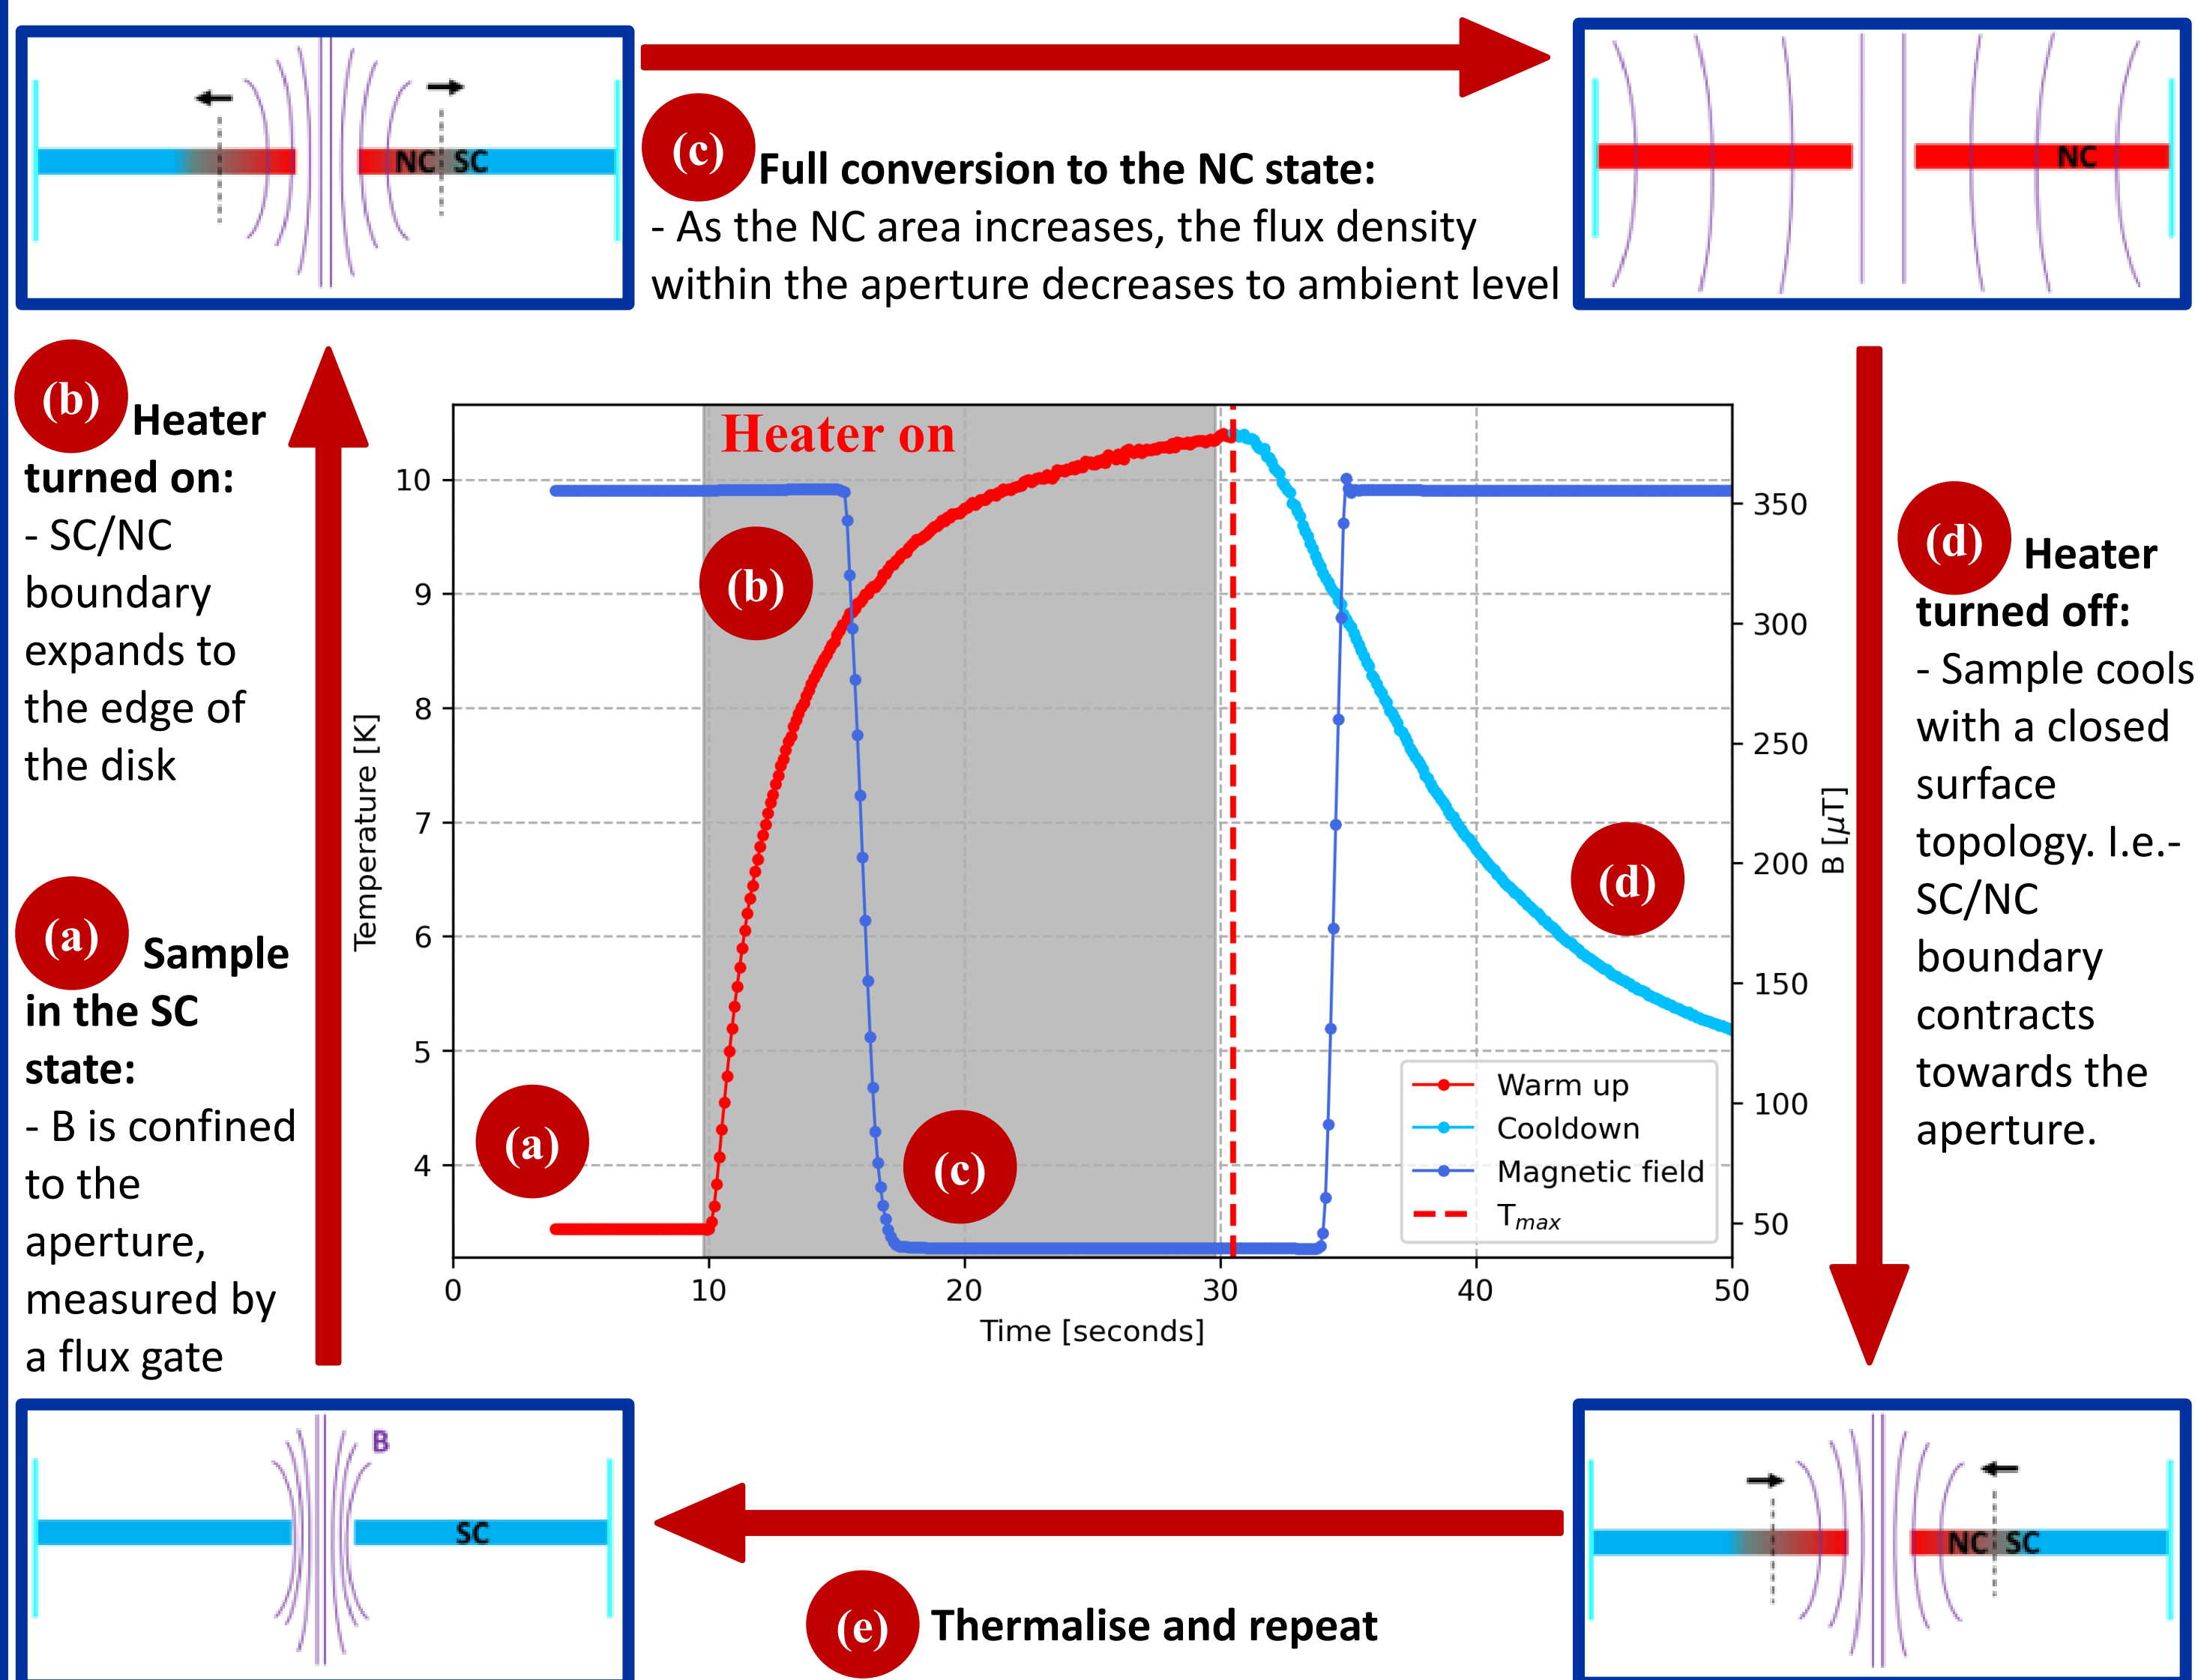 NC SC
(c) Full conversion to the NC state:
- As the NC area increases, the flux density
within the aperture decreases to ambient level
NC
(b) Heater
turned on:
- SC/NC
boundary
expands to
the edge of
the disk
(a) Sample
in the SC
state:
- B is confined
to the
aperture,
measured by
a flux gate
Heater on
(b)
(a)
(c)
(d)
Temperature [K]
10
9
8
7
6
5
4
B [μT]
350
300
250
200
150
100
50
Warm up
Cooldown
Magnetic field
Tmax
0 10 20 30 40 50
Time [seconds]
(d) Heater
turned off:
- Sample cools
with a closed
surface
topology. I.e.-
SC/NC
boundary
contracts
towards the
aperture.
B
SC
(e) Thermalise and repeat
NC SC